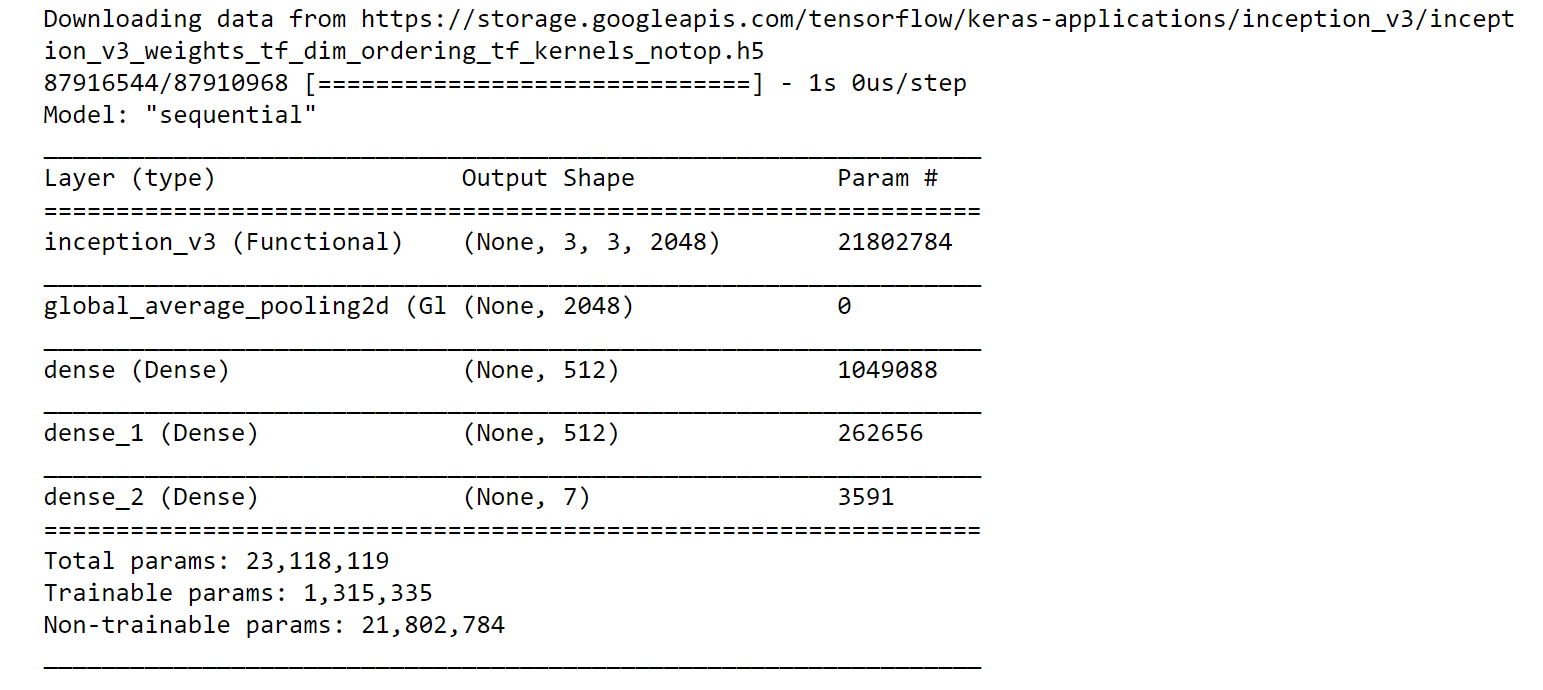 Downloading data from https://storage.googleapis.com/tensorflow/keras-applications/inception_v3/incept
ion_v3_weights_tf_dim_ordering_tf_kernels_notop.h5
87916544/87910968 [==============================] - 1s 0us/step
Model: "sequential"
_________________________________________________________________
Layer (type)                 Output Shape              Param #
=================================================================
inception_v3 (Functional)    (None, 3, 3, 2048)        21802784
_________________________________________________________________
global_average_pooling2d (Gl (None, 2048)              0
_________________________________________________________________
dense (Dense)                (None, 512)               1049088
_________________________________________________________________
dense_1 (Dense)              (None, 512)               262656
_________________________________________________________________
dense_2 (Dense)              (None, 7)                 3591
=================================================================
Total params: 23,118,119
Trainable params: 1,315,335
Non-trainable params: 21,802,784
_________________________________________________________________